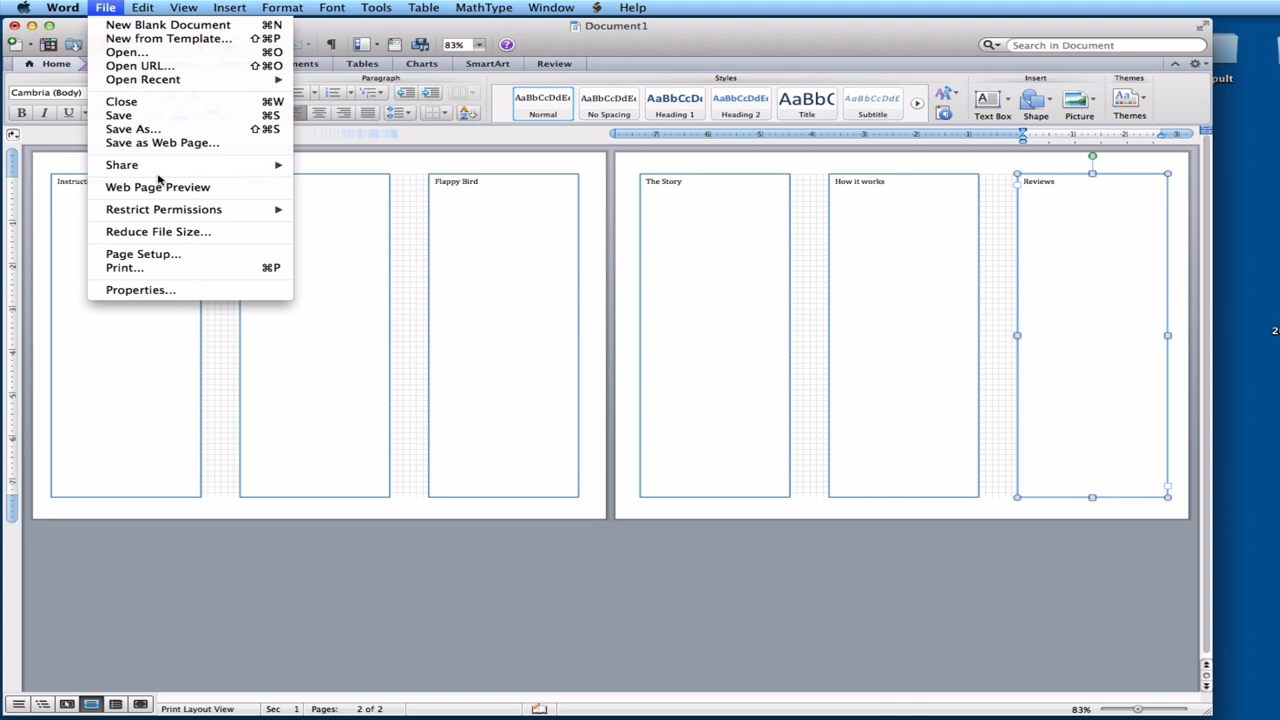 Word File Edit View Insert Format Font Tools Table MathType Window Help
Document1
83%
Search in Document
Home
Tables Charts SmartArt Review
Paragraph Styles Insert Themes
Cambria (Body)
B I U
AaBbCcDdEe AaBbCcDdEe AaBbCcDc AaBbCcDdEe AaBbCcD AaBbCcDdEe
Normal No Spacing Heading 1 Heading 2 Title Subtitle
Text Box Shape Picture Themes
New Blank Document ⌘N
New from Template... ⇧⌘P
Open... ⌘O
Open URL... ⇧⌘O
Open Recent
Close ⌘W
Save ⌘S
Save As... ⇧⌘S
Save as Web Page...
Share
Web Page Preview
Restrict Permissions
Reduce File Size...
Page Setup...
Print... ⌘P
Properties...
Flappy Bird
The Story
How it works
Reviews
Print Layout View Sec 1 Pages: 2 of 2 83%